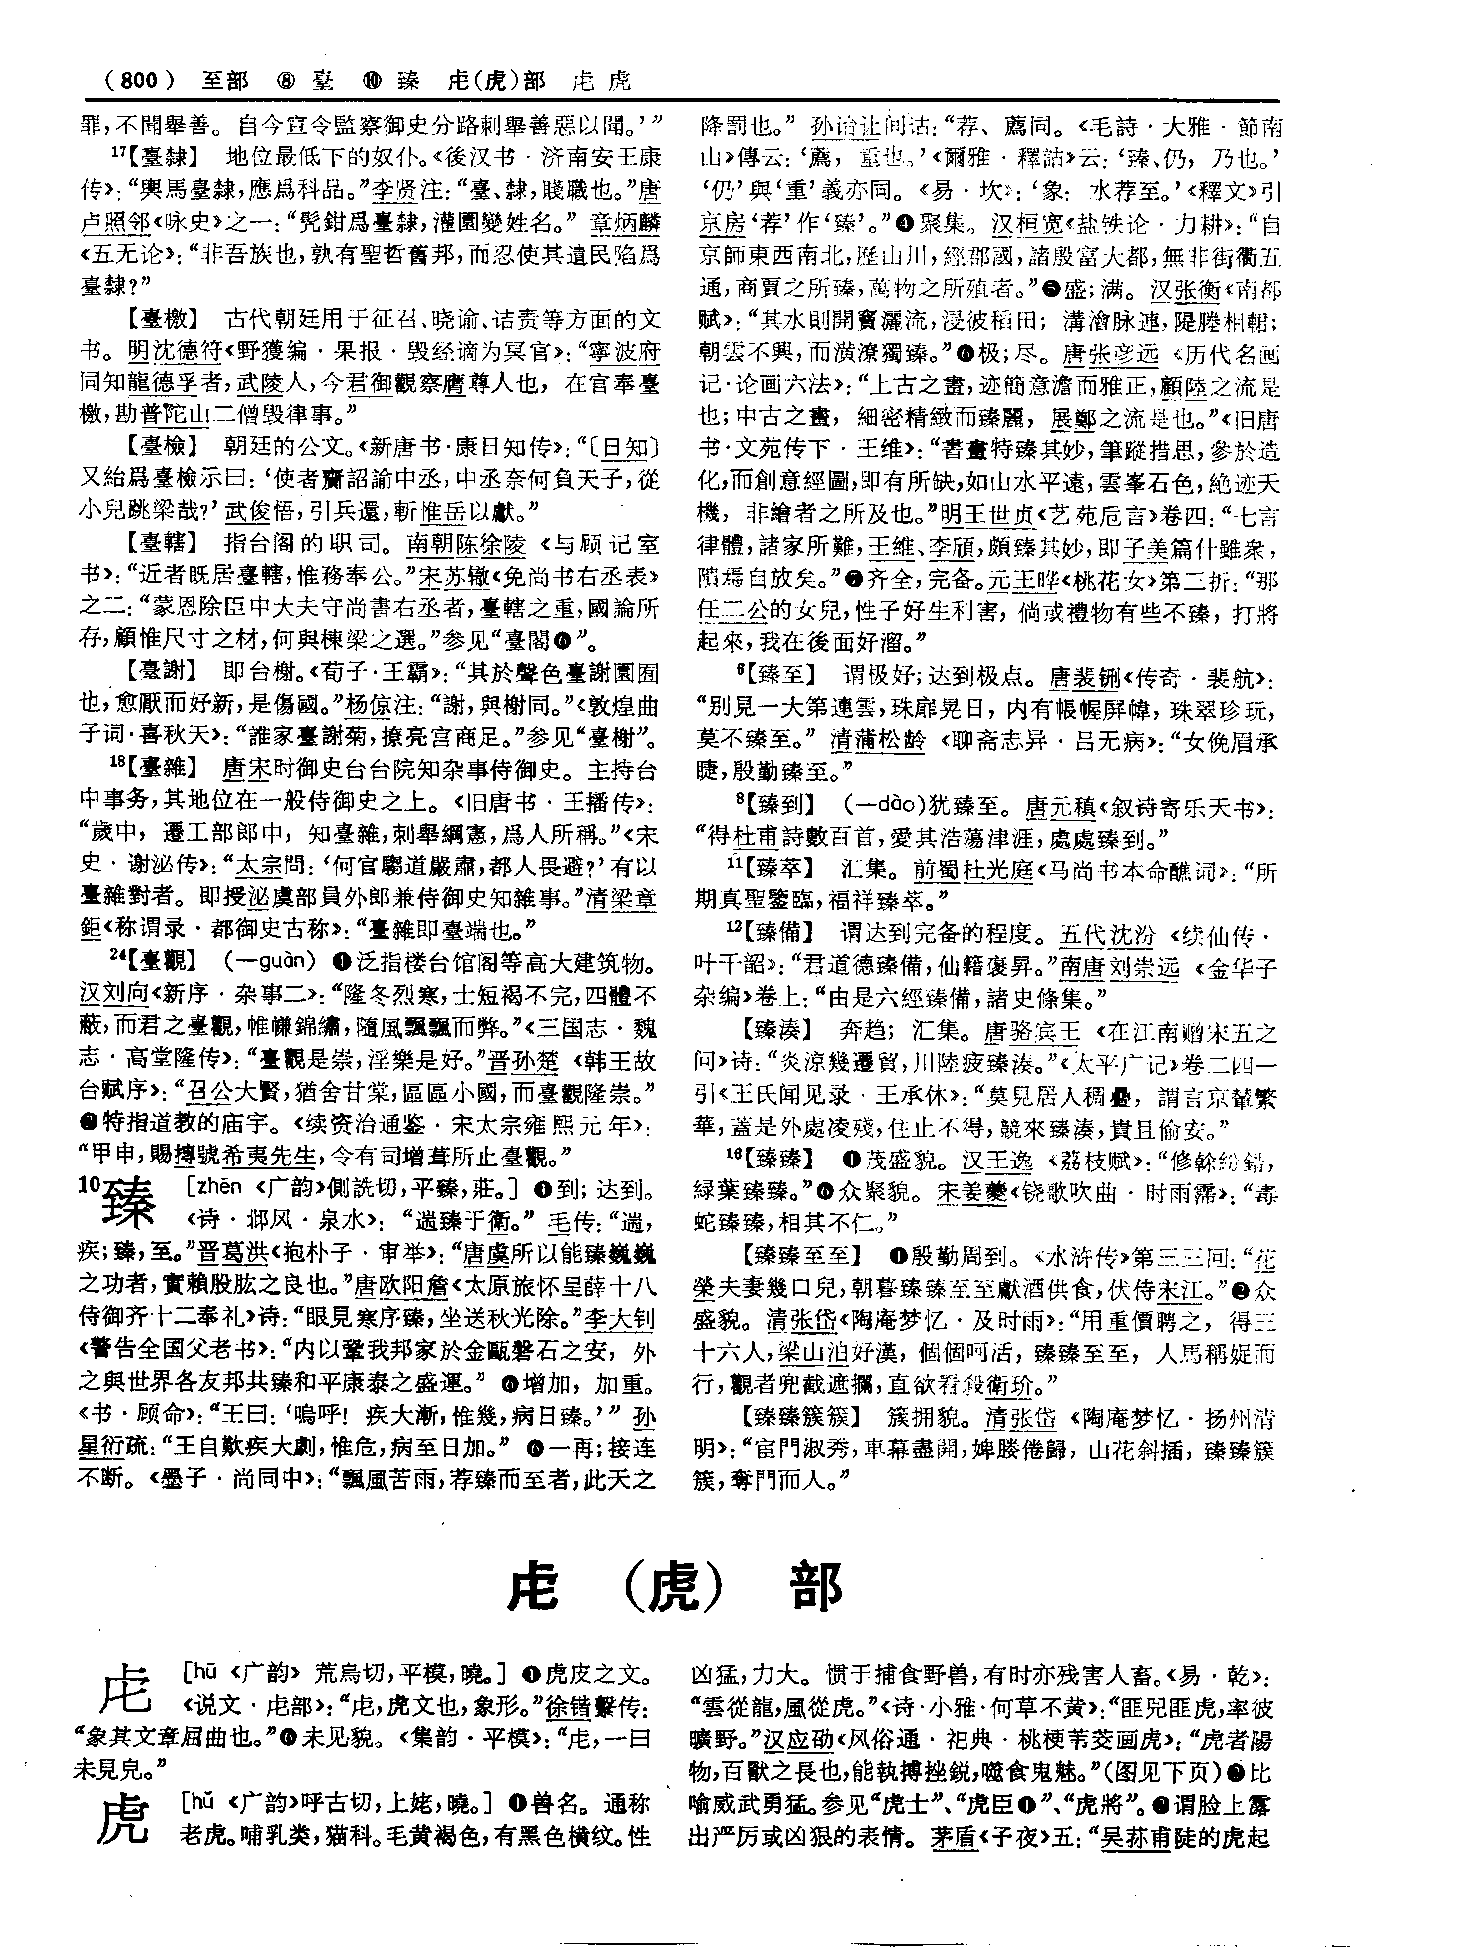 (800) 至部 ⑧ 臺 ⑩ 臻 虍(虎)部 虍 虎
罪，不聞舉善。自今宜令監察御史分路刺舉善惡以聞。’”
17【臺隸】 地位最低下的奴仆。《後汉书·济南安王康
传》：“輿馬臺隸，應爲科品。”李贤注：“臺、隸，賤職也。”唐
卢照邻《咏史》之一：“髡鉗爲臺隸，灌園變姓名。” 章炳麟
《五无论》：“非吾族也，孰有聖哲舊邦，而忍使其遺民陷爲
臺隸？”
【臺檄】 古代朝廷用于征召、晓谕、诘责等方面的文
书。明沈德符《野獲编·果报·毁经谪为冥官》：“寧波府
同知龍德孚者，武陵人，今君御觀察膺尊人也，在官奉臺
檄，勘普陀山二僧毀律事。”
【臺檢】 朝廷的公文。《新唐书·康日知传》：“〔日知〕
又紿爲臺檢示曰：‘使者齎詔諭中丞，中丞奈何負天子，從
小兒跳梁哉？’武俊悟，引兵還，斬惟岳以獻。”
【臺轄】 指台阁的职司。南朝陈徐陵《与顾记室
书》：“近者既居臺轄，惟務奉公。”宋苏辙《免尚书右丞表》
之二：“蒙恩除臣中大夫守尚書右丞者，臺轄之重，國論所
存，顧惟尺寸之材，何與棟梁之選。”参见“臺閣❻”。
【臺謝】 即台榭。《荀子·王霸》：“其於聲色臺謝園囿
也，愈厭而好新，是傷國。”杨倞注：“謝，與榭同。”《敦煌曲
子词·喜秋天》：“誰家臺謝菊，撩亮宫商足。”参见“臺榭”。
18【臺雜】 唐宋时御史台台院知杂事侍御史。主持台
中事务，其地位在一般侍御史之上。《旧唐书·王播传》：
“歲中，遷工部郎中，知臺雜，刺舉綱憲，爲人所稱。”《宋
史·谢泌传》：“太宗問：‘何官騶道嚴肅，都人畏避？’有以
臺雜對者。即授泌虞部員外郎兼侍御史知雜事。”清梁章
鉅《称谓录·都御史古称》：“臺雜即臺端也。”
24【臺觀】 （—guàn） ❶泛指楼台馆阁等高大建筑物。
汉刘向《新序·杂事二》：“隆冬烈寒，士短褐不完，四體不
蔽，而君之臺觀，帷㡘錦繡，隨風飄飄而弊。”《三国志·魏
志·高堂隆传》：“臺觀是崇，淫樂是好。”晋孙楚《韩王故
台赋序》：“召公大賢，猶舍甘棠，區區小國，而臺觀隆崇。”
❷特指道教的庙宇。《续资治通鉴·宋太宗雍熙元年》：
“甲申，賜摶號希夷先生，令有司增葺所止臺觀。”
10臻 [zhēn 《广韵》側詵切，平臻，莊。] ❶到；达到。
《诗·邶风·泉水》：“遄臻于衛。” 毛传：“遄，
疾；臻，至。”晋葛洪《抱朴子·审举》：“唐虞所以能臻巍巍
之功者，實賴股肱之良也。”唐欧阳詹《太原旅怀呈薛十八
侍御齐十二奉礼》诗：“眼見寒序臻，坐送秋光除。”李大钊
《警告全国父老书》：“内以鞏我邦家於金甌磐石之安，外
之與世界各友邦共臻和平康泰之盛運。” ❷增加，加重。
《书·顾命》：“王曰：‘嗚呼！疾大漸，惟幾，病日臻。’” 孙
星衍疏：“王自歎疾大劇，惟危，病至日加。” ❸一再；接连
不断。《墨子·尚同中》：“飄風苦雨，荐臻而至者，此天之
降罰也。” 孙诒让间诂：“荐、薦同。《毛詩·大雅·節南
山》傳云：‘薦，重也。’《爾雅·釋詁》云：‘臻、仍，乃也。’
‘仍’與‘重’義亦同。《易·坎》：‘象：水荐至。’《釋文》引
京房‘荐’作‘臻’。”❹聚集。汉桓宽《盐铁论·力耕》：“自
京師東西南北，歷山川，經郡國，諸殷富大都，無非街衢五
通，商賈之所臻，萬物之所殖者。”❺盛；满。汉张衡《南都
赋》：“其水則開竇灑流，浸彼稻田；溝澮脉連，隄塍相輑；
朝雲不興，而潢潦獨臻。”❻极；尽。唐张彦远《历代名画
记·论画六法》：“上古之畫，迹簡意澹而雅正，顧陸之流是
也；中古之畫，細密精緻而臻麗，展鄭之流是也。”《旧唐
书·文苑传下·王维》：“書畫特臻其妙，筆蹤措思，參於造
化，而創意經圖，即有所缺，如山水平遠，雲峯石色，絶迹天
機，非繪者之所及也。”明王世贞《艺苑卮言》卷四：“七言
律體，諸家所難，王維、李頎，頗臻其妙，即子美篇什雖衆，
隤焉自放矣。”❼齐全，完备。元王晔《桃花女》第二折：“那
任二公的女兒，性子好生利害，倘或禮物有些不臻，打將
起來，我在後面好溜。”
6【臻至】 谓极好；达到极点。唐裴铏《传奇·裴航》：
“别見一大第連雲，珠扉晃日，内有帳幄屏幃，珠翠珍玩，
莫不臻至。” 清蒲松龄《聊斋志异·吕无病》：“女俛眉承
睫，殷勤臻至。”
8【臻到】 （—dào）犹臻至。唐元稹《叙诗寄乐天书》：
“得杜甫詩數百首，愛其浩蕩津涯，處處臻到。”
11【臻萃】 汇集。前蜀杜光庭《马尚书本命醮词》：“所
期真聖鑒臨，福祥臻萃。”
12【臻備】 谓达到完备的程度。五代沈汾《续仙传·
叶千韶》：“君道德臻備，仙籍褒昇。”南唐刘崇远《金华子
杂编》卷上：“由是六經臻備，諸史條集。”
【臻湊】 奔趋；汇集。唐骆宾王《在江南赠宋五之
问》诗：“炎涼幾遷貿，川陸疲臻湊。”《太平广记》卷二四一
引《王氏闻见录·王承休》：“莫見居人稠疊，謂言京輦繁
華，蓋是外處凌殘，住止不得，競來臻湊，貴且偷安。”
16【臻臻】 ❶茂盛貌。汉王逸《荔枝赋》：“修榦紛錯，
緑葉臻臻。”❷众聚貌。宋姜夔《铙歌吹曲·时雨霈》：“毒
蛇臻臻，相其不仁。”
【臻臻至至】 ❶殷勤周到。《水浒传》第三三回：“花
榮夫妻幾口兒，朝暮臻臻至至獻酒供食，伏侍宋江。”❷众
盛貌。清张岱《陶庵梦忆·及时雨》：“用重價聘之，得三
十六人，梁山泊好漢，個個呵活，臻臻至至，人馬稱娖而
行，觀者兜截遮攔，直欲看殺衛玠。”
【臻臻簇簇】 簇拥貌。清张岱《陶庵梦忆·扬州清
明》：“宦門淑秀，車幕盡開，婢媵倦歸，山花斜插，臻臻簇
簇，奪門而入。”
虍 （虎） 部
虍 [hū 《广韵》荒烏切，平模，曉。] ❶虎皮之文。
《说文·虍部》：“虍，虎文也，象形。”徐锴繫传：
“象其文章屈曲也。”❷未见貌。《集韵·平模》：“虍，一曰
未見皃。”
虎 [hǔ 《广韵》呼古切，上姥，曉。] ❶兽名。通称
老虎。哺乳类，猫科。毛黄褐色，有黑色横纹。性
凶猛，力大。惯于捕食野兽，有时亦残害人畜。《易·乾》：
“雲從龍，風從虎。”《诗·小雅·何草不黄》：“匪兕匪虎，率彼
曠野。”汉应劭《风俗通·祀典·桃梗苇茭画虎》：“虎者陽
物，百獸之長也，能執搏挫鋭，噬食鬼魅。”（图见下页）❷比
喻威武勇猛。参见“虎士”、“虎臣❶”、“虎將”。❸谓脸上露
出严厉或凶狠的表情。茅盾《子夜》五：“吴荪甫陡的虎起